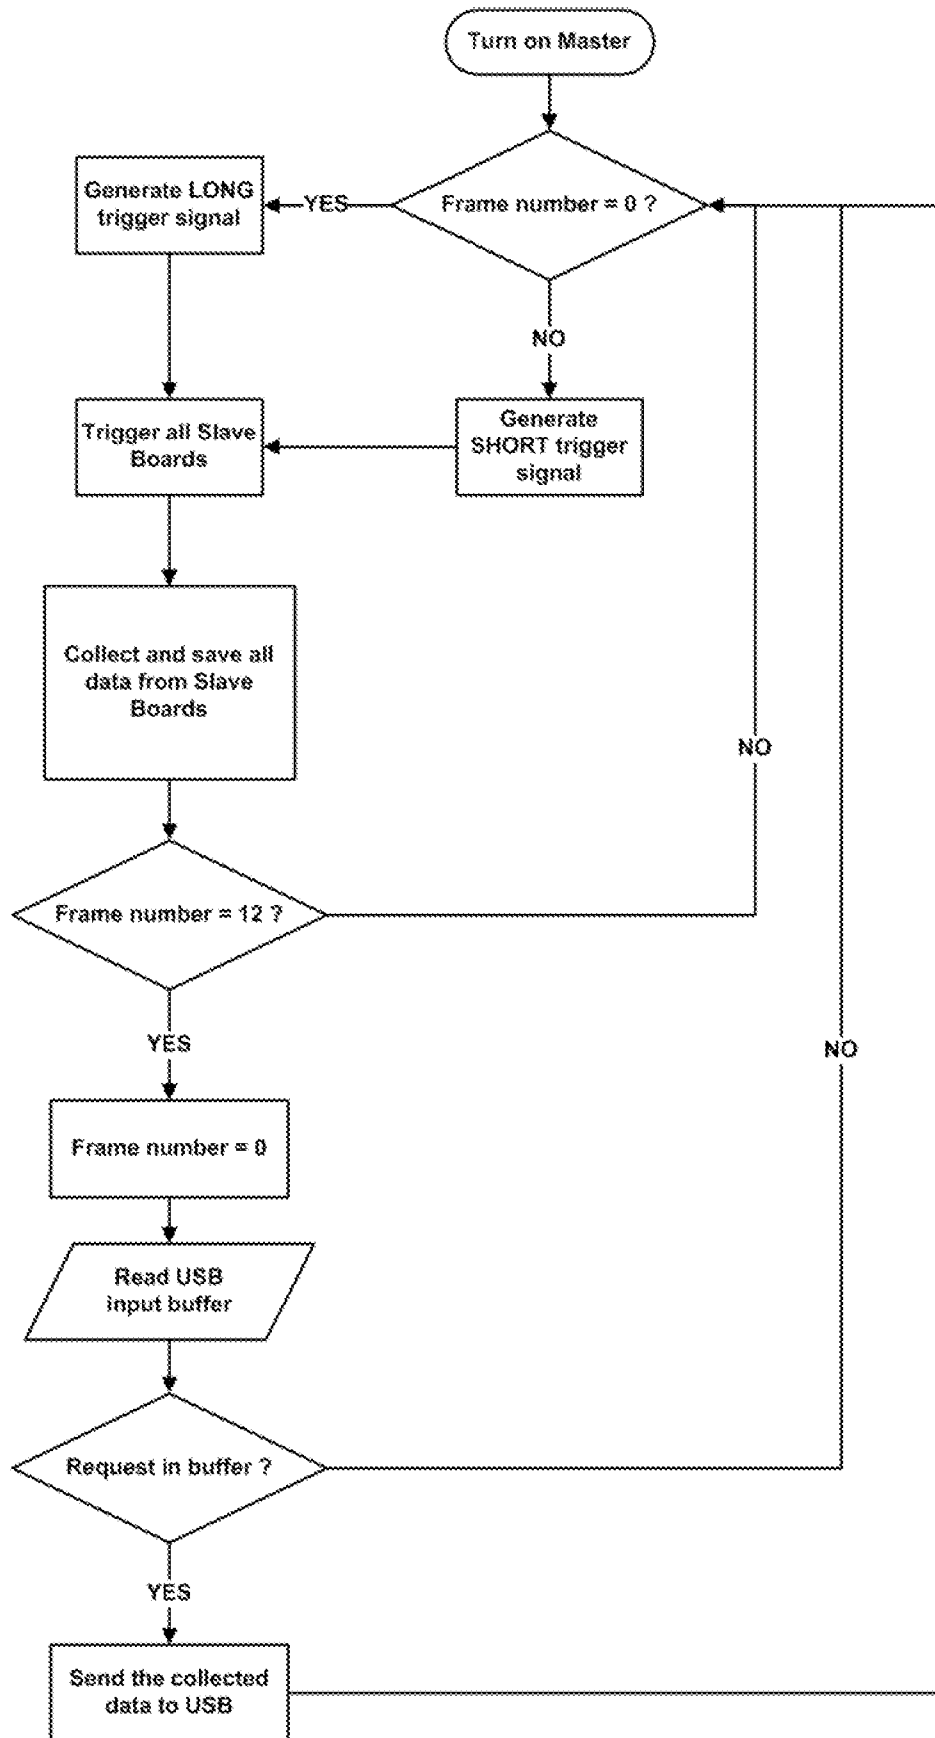 Turn on Master
Frame number = 0 ?
YES
Generate LONG
trigger signal
NO
Generate
SHORT trigger
signal
Trigger all Slave
Boards
Collect and save all
data from Slave
Boards
NO
Frame number = 12 ?
YES
NO
Frame number = 0
Read USB
input buffer
Request in buffer ?
YES
Send the collected
data to USB